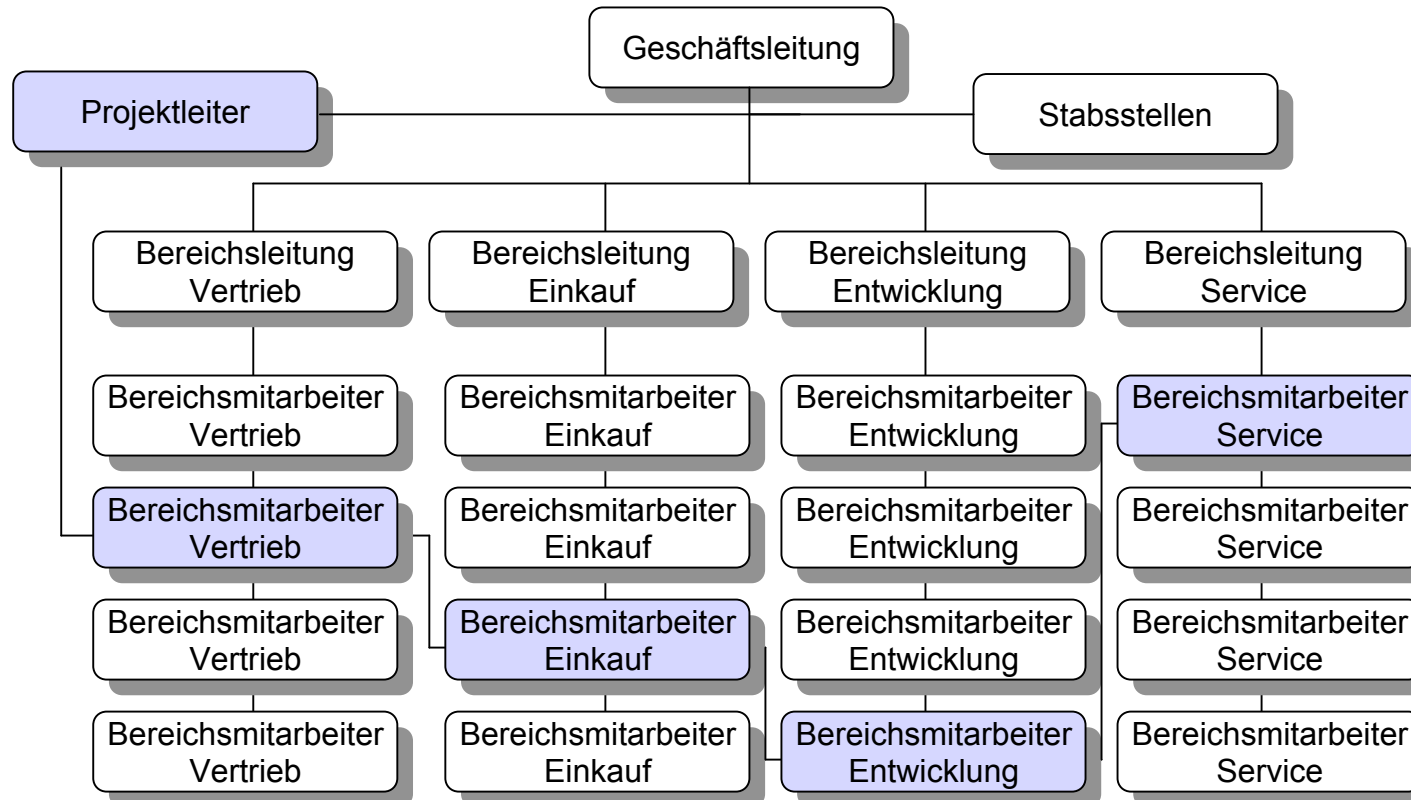 Geschäftsleitung
Projektleiter
Stabsstellen
Bereichsleitung
Vertrieb
Bereichsleitung
Einkauf
Bereichsleitung
Entwicklung
Bereichsleitung
Service
Bereichsmitarbeiter
Vertrieb
Bereichsmitarbeiter
Einkauf
Bereichsmitarbeiter
Entwicklung
Bereichsmitarbeiter
Service
Bereichsmitarbeiter
Vertrieb
Bereichsmitarbeiter
Einkauf
Bereichsmitarbeiter
Entwicklung
Bereichsmitarbeiter
Service
Bereichsmitarbeiter
Vertrieb
Bereichsmitarbeiter
Einkauf
Bereichsmitarbeiter
Entwicklung
Bereichsmitarbeiter
Service
Bereichsmitarbeiter
Vertrieb
Bereichsmitarbeiter
Einkauf
Bereichsmitarbeiter
Entwicklung
Bereichsmitarbeiter
Service